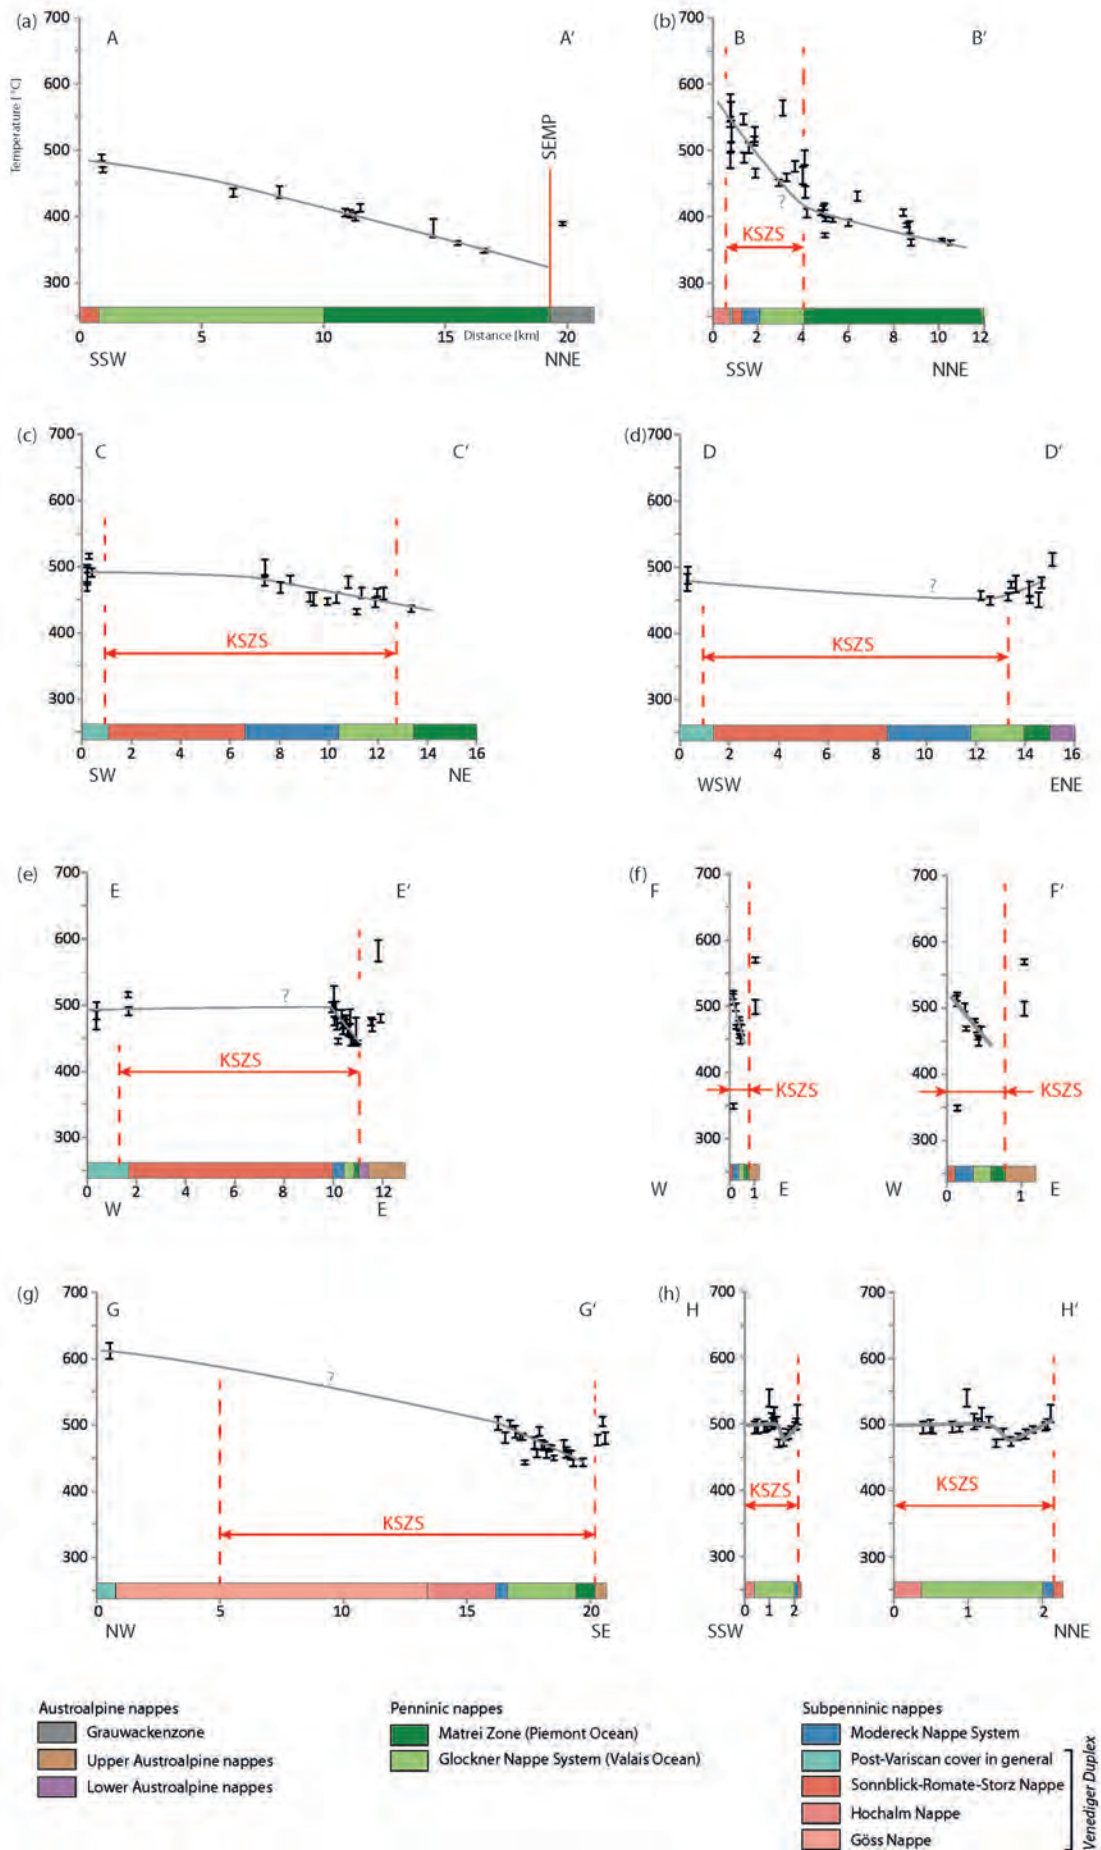 (a)
A
A'
700
600
500
400
300
Temperature [°C]
SEMP
5
10
15
Distance [km]
20
SSW
NNE
(b)
B
B'
700
600
500
400
300
?
KSZS
0
2
4
6
8
10
12
SSW
NNE
(c)
C
C'
700
600
500
400
300
KSZS
0
2
4
6
8
10
12
14
16
SW
NE
(d)
D
D'
700
600
500
400
300
?
KSZS
0
2
4
6
8
10
12
14
16
WSW
ENE
(e)
E
E'
700
600
500
400
300
?
KSZS
0
2
4
6
8
10
12
W
E
(f)
F
F'
700
600
500
400
300
KSZS
0
1
W
E
700
600
500
400
300
KSZS
0
1
W
E
(g)
G
G'
700
600
500
400
300
?
KSZS
0
5
10
15
20
NW
SE
(h)
H
H'
700
600
500
400
300
KSZS
0
1
2
SSW
700
600
500
400
300
KSZS
0
1
2
NNE
Austroalpine nappes
Grauwackenzone
Upper Austroalpine nappes
Lower Austroalpine nappes
Penninic nappes
Matrei Zone (Piemont Ocean)
Glockner Nappe System (Valais Ocean)
Subpenninic nappes
Modereck Nappe System
Post-Variscan cover in general
Sonnblick-Romate-Storz Nappe
Hochalm Nappe
Göss Nappe
Venediger Duplex